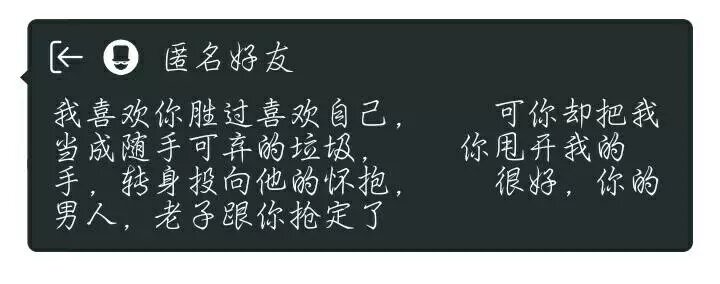 匿名好友
我喜欢你胜过喜欢自己， 可你却把我
当成随手可弃的垃圾， 你甩开我的
手，转身投向他的怀抱， 很好，你的
男人，老子跟你抢定了